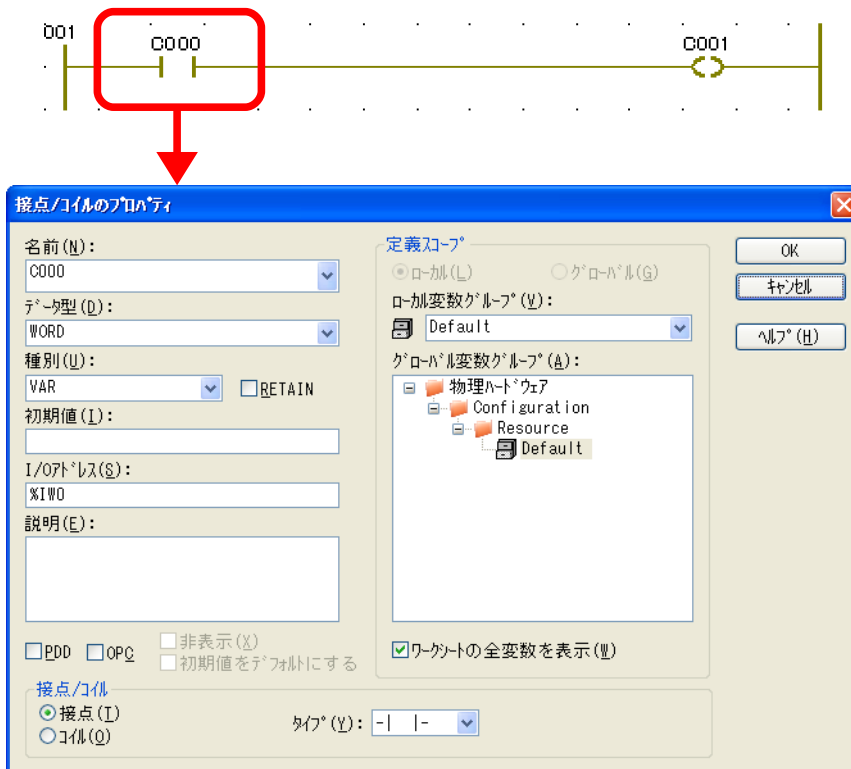 001
C000
C001
接点/コイルのプロパティ
名前(N):
C000
データ型(D):
WORD
種別(U):
VAR
RETAIN
初期値(I):
I/Oアドレス(S):
%IW0
説明(E):
PDD
OPC
非表示(X)
初期値をデフォルトにする
定義スコープ
ローカル(L)
グローバル(G)
ローカル変数グループ(V):
Default
グローバル変数グループ(A):
物理ハードウェア
Configuration
Resource
Default
ワークシートの全変数を表示(W)
OK
キャンセル
ヘルプ(H)
接点/コイル
接点(T)
コイル(O)
タイプ(Y):
-| |-